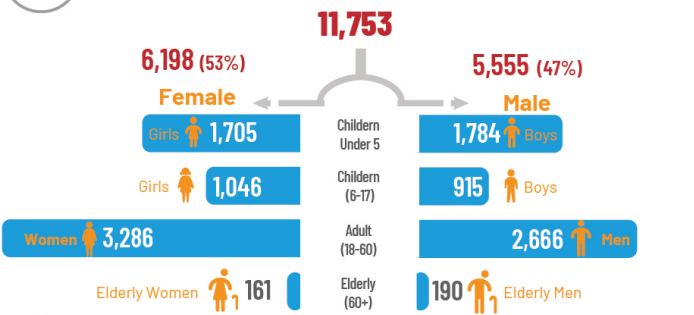 11,753
6,198 (53%)
5,555 (47%)
Female
Male
Girls 1,705
Childern
Under 5
1,784 Boys
Girls 1,046
Childern
(6-17)
915 Boys
Women 3,286
Adult
(18-60)
2,666 Men
Elderly Women 161
Elderly
(60+)
190 Elderly Men